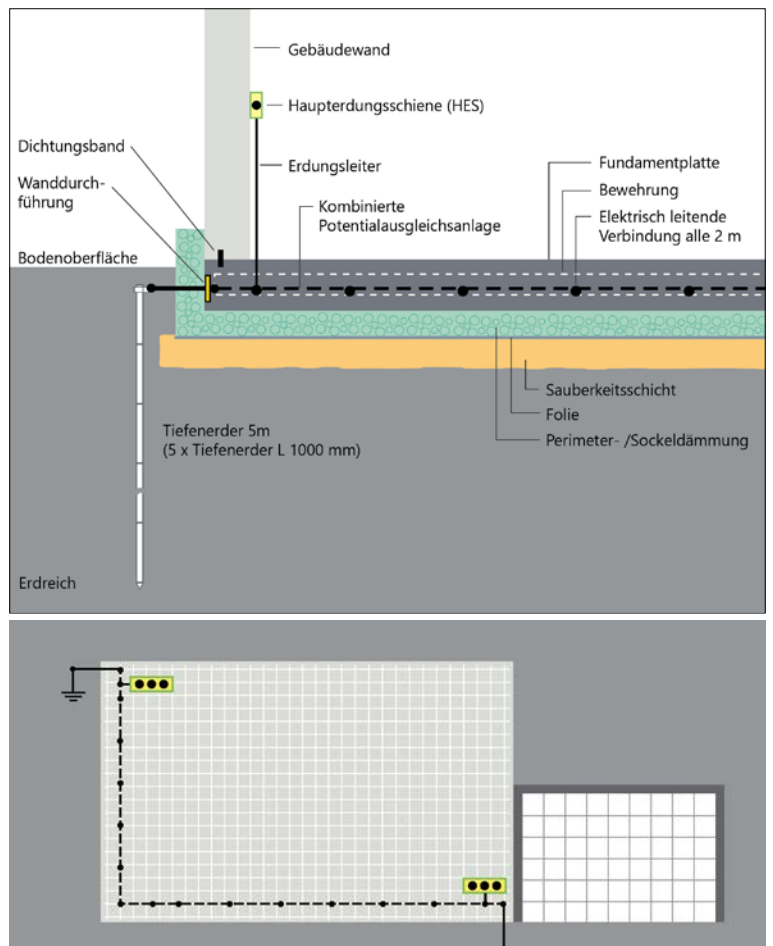 Gebäudewand
Haupterdungsschiene (HES)
Dichtungsband
Wanddurch-
führung
Erdungsleiter
Kombinierte
Potentialausgleichsanlage
Fundamentplatte
Bewehrung
Elektrisch leitende
Verbindung alle 2 m
Bodenoberfläche
Sauberkeitsschicht
Folie
Perimeter- /Sockeldämmung
Tiefenerder 5m
(5 x Tiefenerder L 1000 mm)
Erdreich